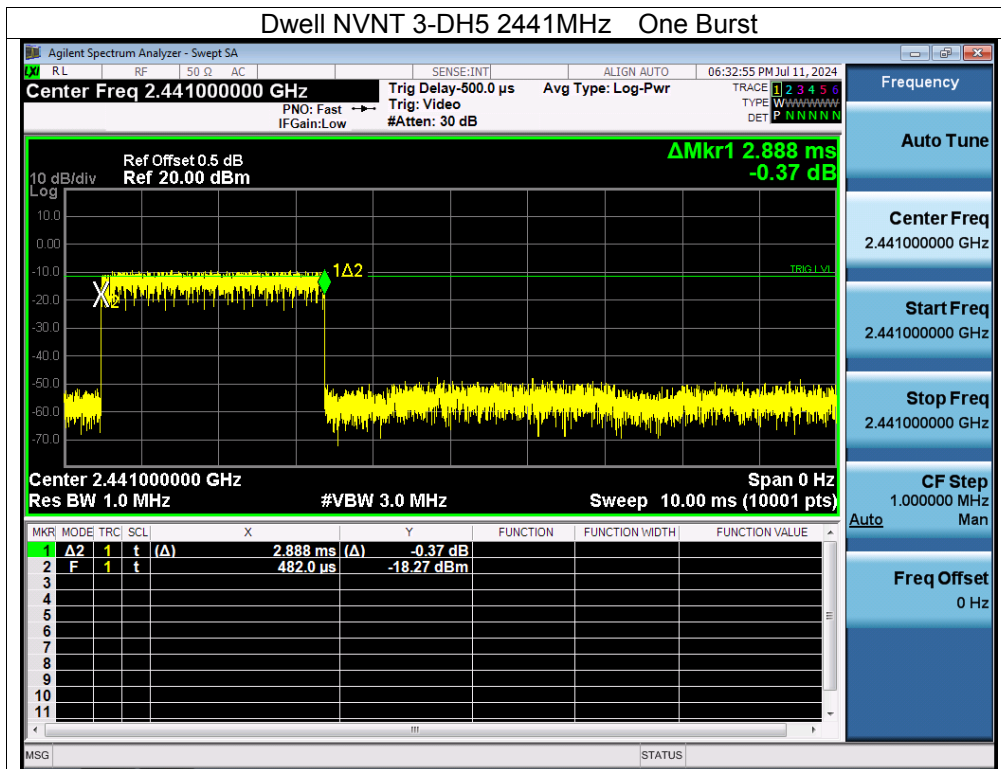 Dwell NVNT 3-DH5 2441MHz One Burst
Agilent Spectrum Analyzer - Swept SA
LXI RL RF 50 Ω AC SENSE:INT ALIGN AUTO 06:32:55 PM Jul 11, 2024
Center Freq 2.441000000 GHz
PNO: Fast
IFGain:Low
Trig Delay-500.0 µs
Trig: Video
#Atten: 30 dB
Avg Type: Log-Pwr
TRACE 1 2 3 4 5 6
TYPE WWWWWW
DET P N N N N N
ΔMkr1 2.888 ms
-0.37 dB
Ref Offset 0.5 dB
10 dB/div Ref 20.00 dBm
Log
10.0
0.00
-10.0
-20.0
-30.0
-40.0
-50.0
-60.0
-70.0
1Δ2
TRIG LVL
2
Center 2.441000000 GHz Span 0 Hz
Res BW 1.0 MHz #VBW 3.0 MHz Sweep 10.00 ms (10001 pts)
MKR MODE TRC SCL X Y FUNCTION FUNCTION WIDTH FUNCTION VALUE
1 Δ2 1 t (Δ) 2.888 ms (Δ) -0.37 dB
2 F 1 t 482.0 µs -18.27 dBm
3
4
5
6
7
8
9
10
11
MSG STATUS
Frequency
Auto Tune
Center Freq
2.441000000 GHz
Start Freq
2.441000000 GHz
Stop Freq
2.441000000 GHz
CF Step
1.000000 MHz
Auto Man
Freq Offset
0 Hz